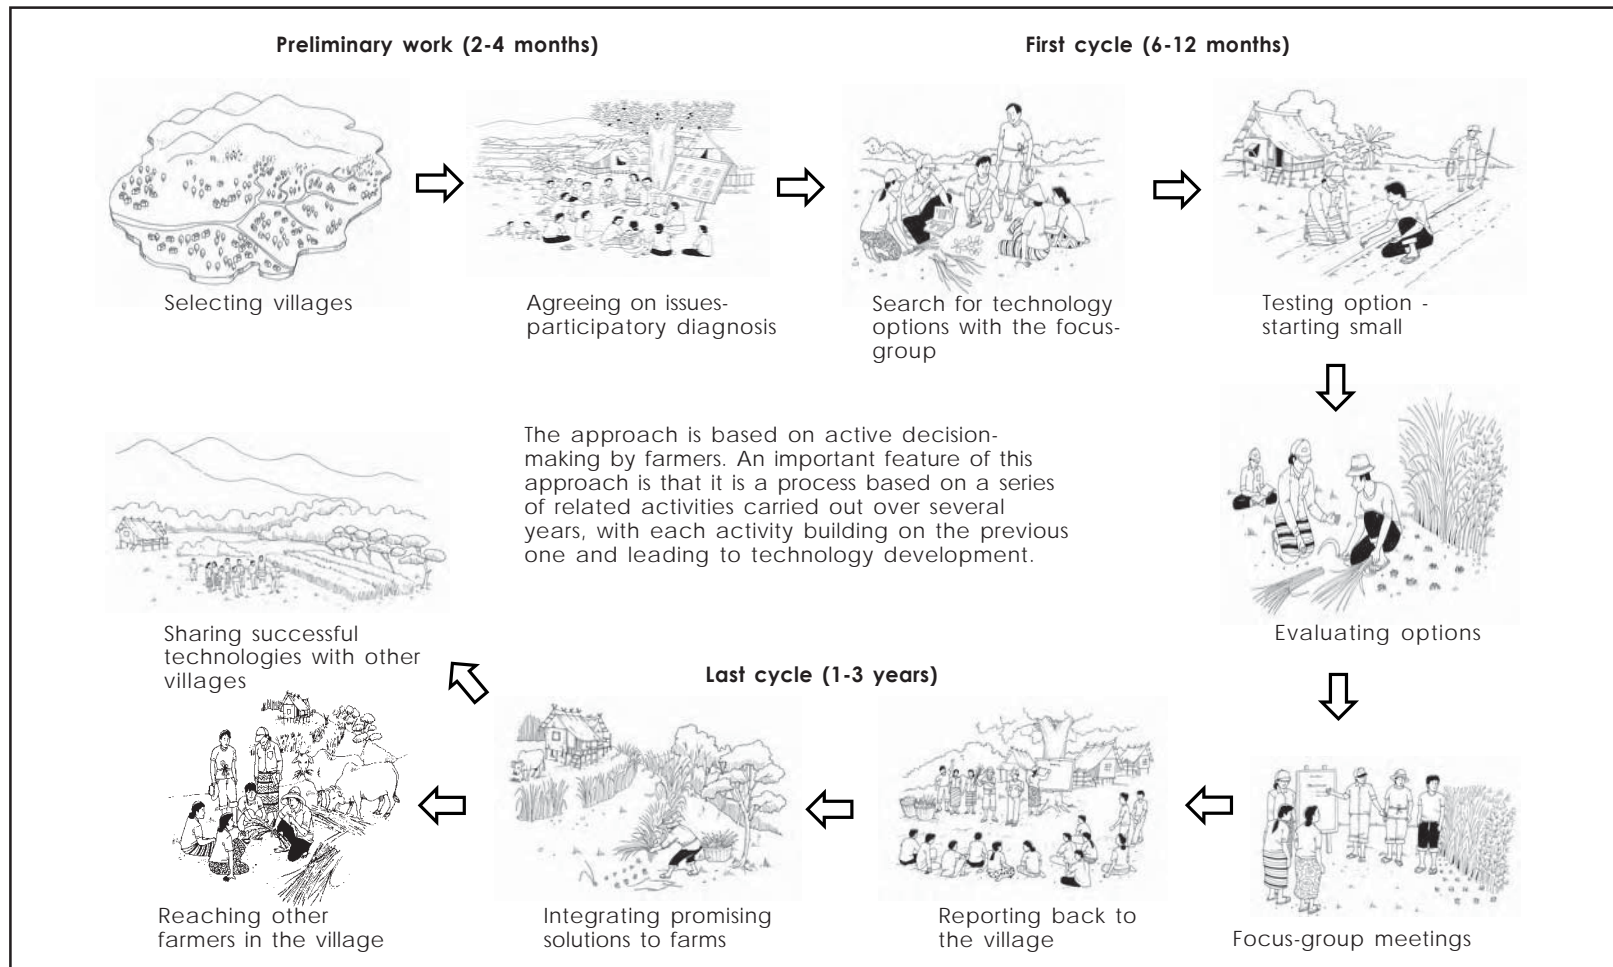 Preliminary work (2-4 months)
First cycle (6-12 months)
Selecting villages
Agreeing on issues-
participatory diagnosis
Search for technology
options with the focus-
group
Testing option -
starting small
The approach is based on active decision-
making by farmers. An important feature of this
approach is that it is a process based on a series
of related activities carried out over several
years, with each activity building on the previous
one and leading to technology development.
Evaluating options
Sharing successful
technologies with other
villages
Last cycle (1-3 years)
Reaching other
farmers in the village
Integrating promising
solutions to farms
Reporting back to
the village
Focus-group meetings